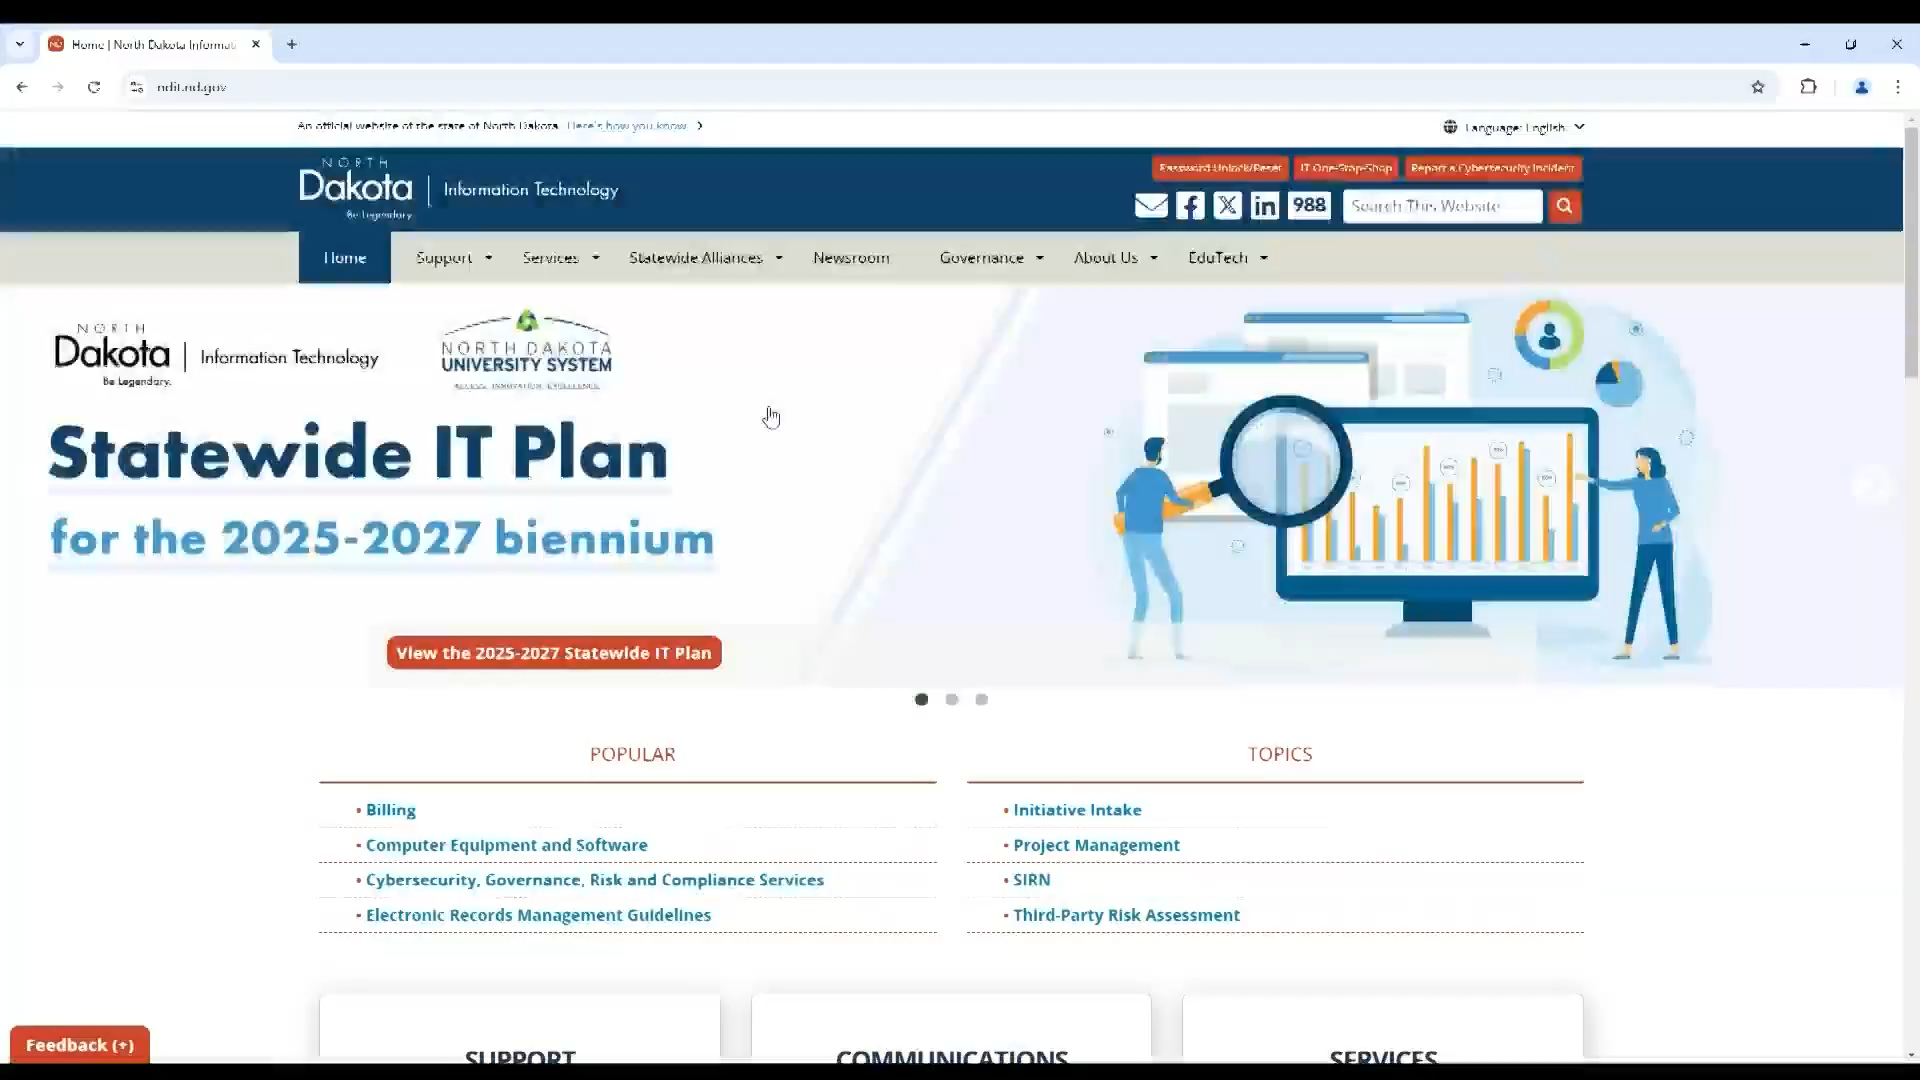 Home | North Dakota Informat
ndit.nd.gov
An official website of the state of North Dakota Here's how you know
Language: English
NORTH
Dakota
Be Legendary.
Information Technology
Password Unlock/Reset
IT One-Stop-Shop
Report a Cybersecurity Incident
988
Search This Website
Home
Support
Services
Statewide Alliances
Newsroom
Governance
About Us
EduTech
NORTH
Dakota
Be Legendary.
Information Technology
NORTH DAKOTA
UNIVERSITY SYSTEM
ACCESS. INNOVATION. EXCELLENCE.
Statewide IT Plan
for the 2025-2027 biennium
View the 2025-2027 Statewide IT Plan
POPULAR
• Billing
• Computer Equipment and Software
• Cybersecurity, Governance, Risk and Compliance Services
• Electronic Records Management Guidelines
TOPICS
• Initiative Intake
• Project Management
• SIRN
• Third-Party Risk Assessment
SUPPORT
COMMUNICATIONS
SERVICES
Feedback (+)